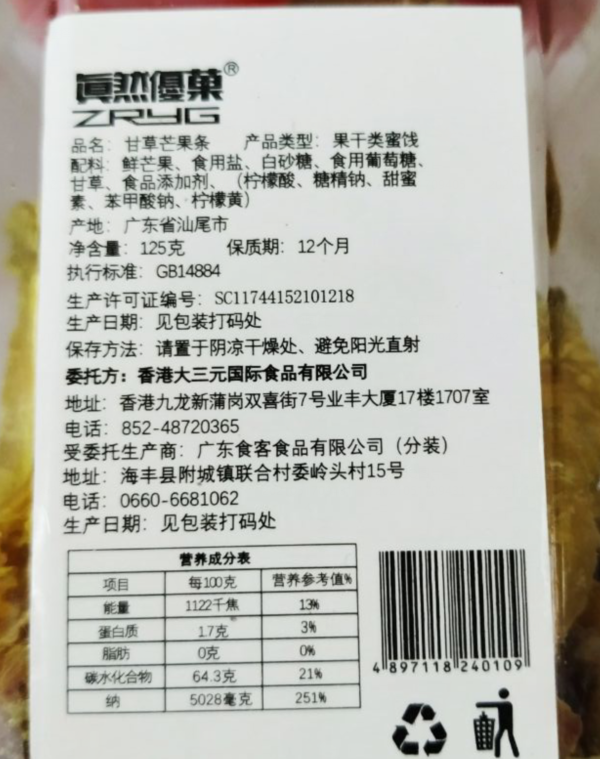 真然優菓®
ZRYG
品名：甘草芒果条 产品类型：果干类蜜饯
配料：鲜芒果、食用盐、白砂糖、食用葡萄糖、
甘草、食品添加剂、（柠檬酸、糖精钠、甜蜜
素、苯甲酸钠、柠檬黄）
产地：广东省汕尾市
净含量：125克 保质期：12个月
执行标准：GB14884
生产许可证编号：SC11744152101218
生产日期：见包装打码处
保存方法：请置于阴凉干燥处、避免阳光直射
委托方：香港大三元国际食品有限公司
地址：香港九龙新蒲岗双喜街7号业丰大厦17楼1707室
电话：852-48720365
受委托生产商：广东食客食品有限公司（分装）
地址：海丰县附城镇联合村委岭头村15号
电话：0660-6681062
生产日期：见包装打码处
营养成分表
项目 每100克 营养参考值%
能量 1122千焦 13%
蛋白质 1.7克 3%
脂肪 0克 0%
碳水化合物 64.3克 21%
纳 5028毫克 251%
4 897118 240109